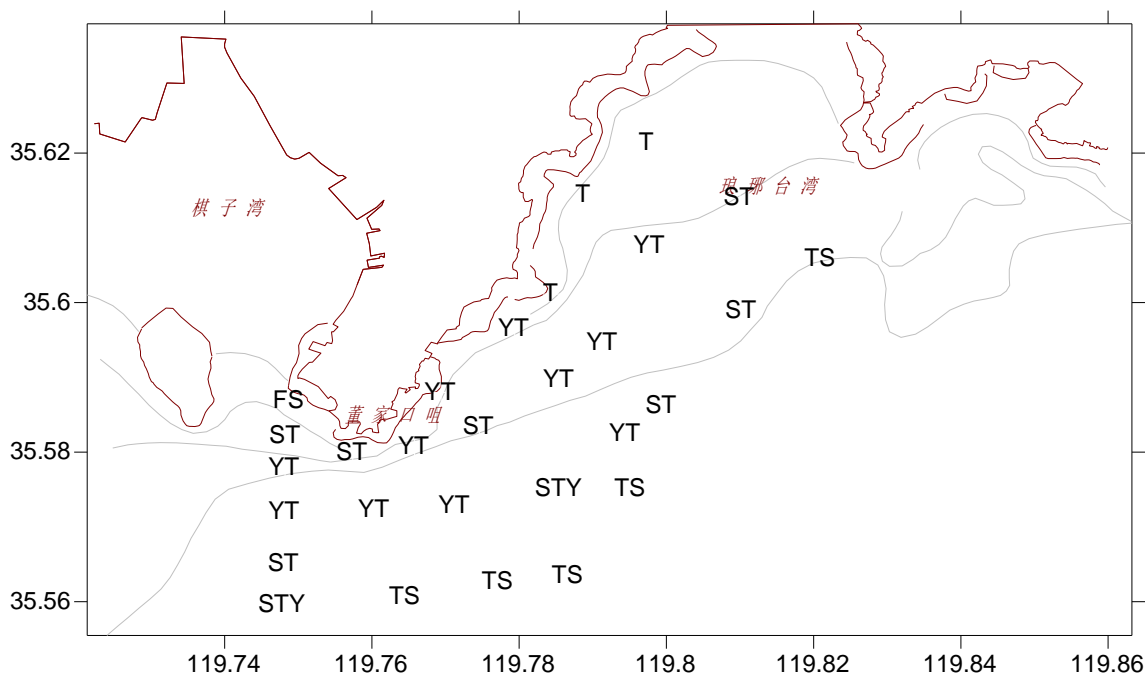 35.62
T
琅琊台湾
T
ST
棋子湾
YT
TS
35.6
T
ST
YT
YT
YT
YT
FS
ST
董家口咀
ST
ST
YT
35.58
ST
YT
YT
STY
TS
YT
YT
YT
ST
TS
TS
TS
35.56
STY
119.74 119.76 119.78 119.8 119.82 119.84 119.86